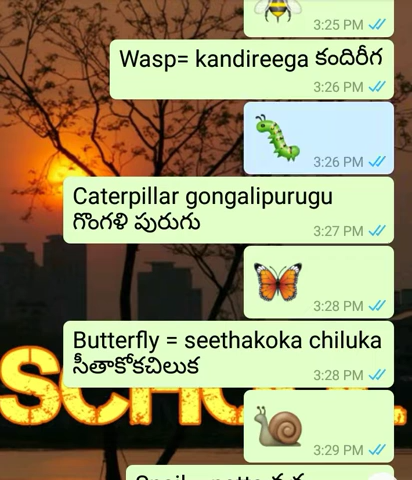 3:25 PM
Wasp= kandireega కందిరీగ
3:26 PM
3:26 PM
Caterpillar gongalipurugu
గొంగళి పురుగు
3:27 PM
3:28 PM
Butterfly = seethakoka chiluka
సీతాకోకచిలుక
3:28 PM
3:29 PM